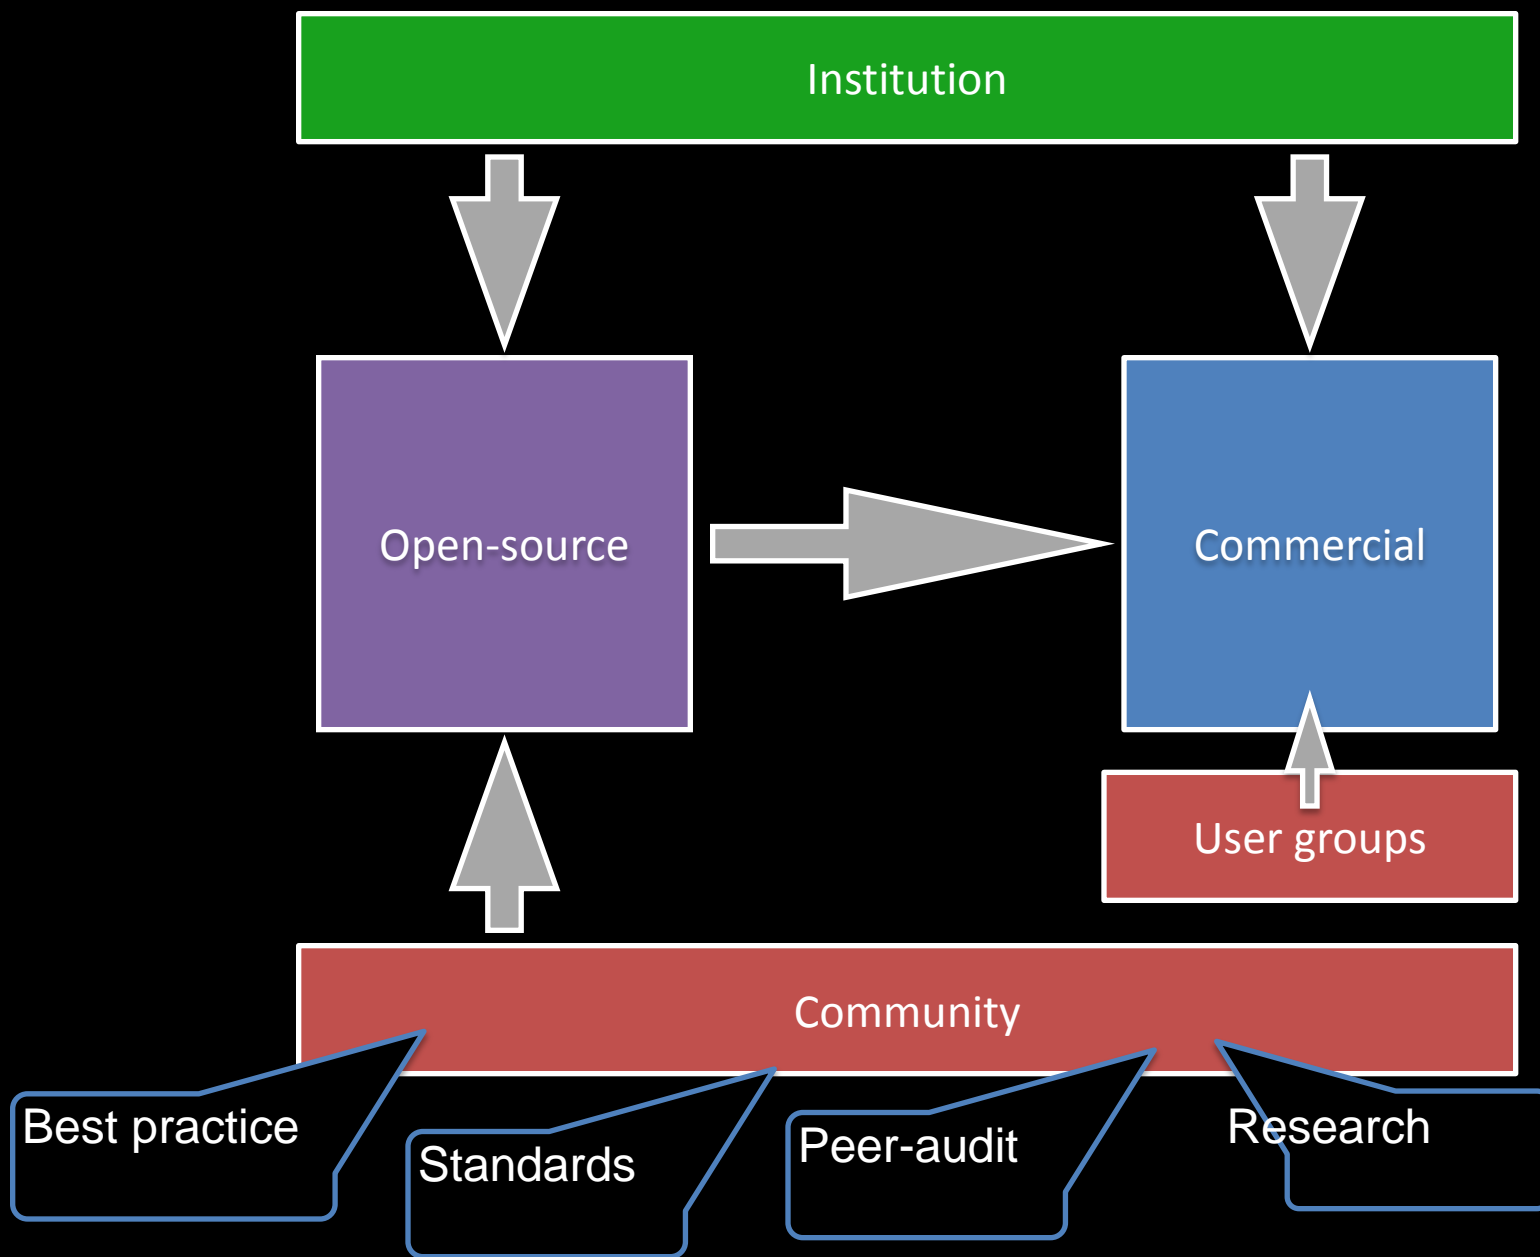 Institution
Open-source
Commercial
User groups
Community
Best practice
Standards
Peer-audit
Research